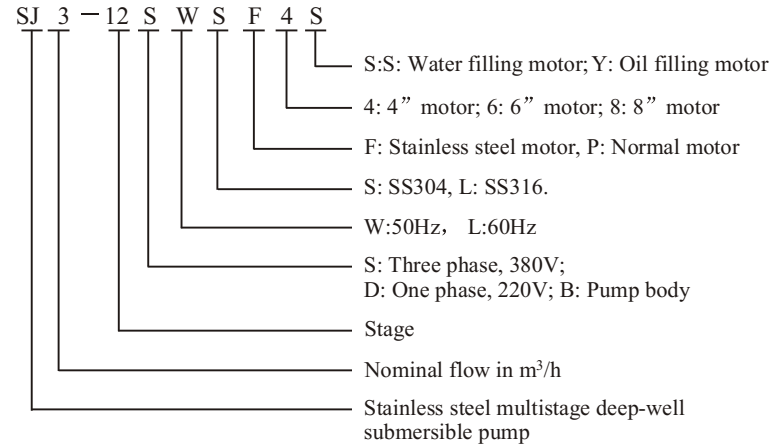 SJ 3 － 12 S W S F 4 S
S:S: Water filling motor; Y: Oil filling motor
4: 4” motor; 6: 6” motor; 8: 8” motor
F: Stainless steel motor, P: Normal motor
S: SS304, L: SS316.
W:50Hz， L:60Hz
S: Three phase, 380V;
D: One phase, 220V; B: Pump body
Stage
Nominal flow in m³/h
Stainless steel multistage deep-well
submersible pump